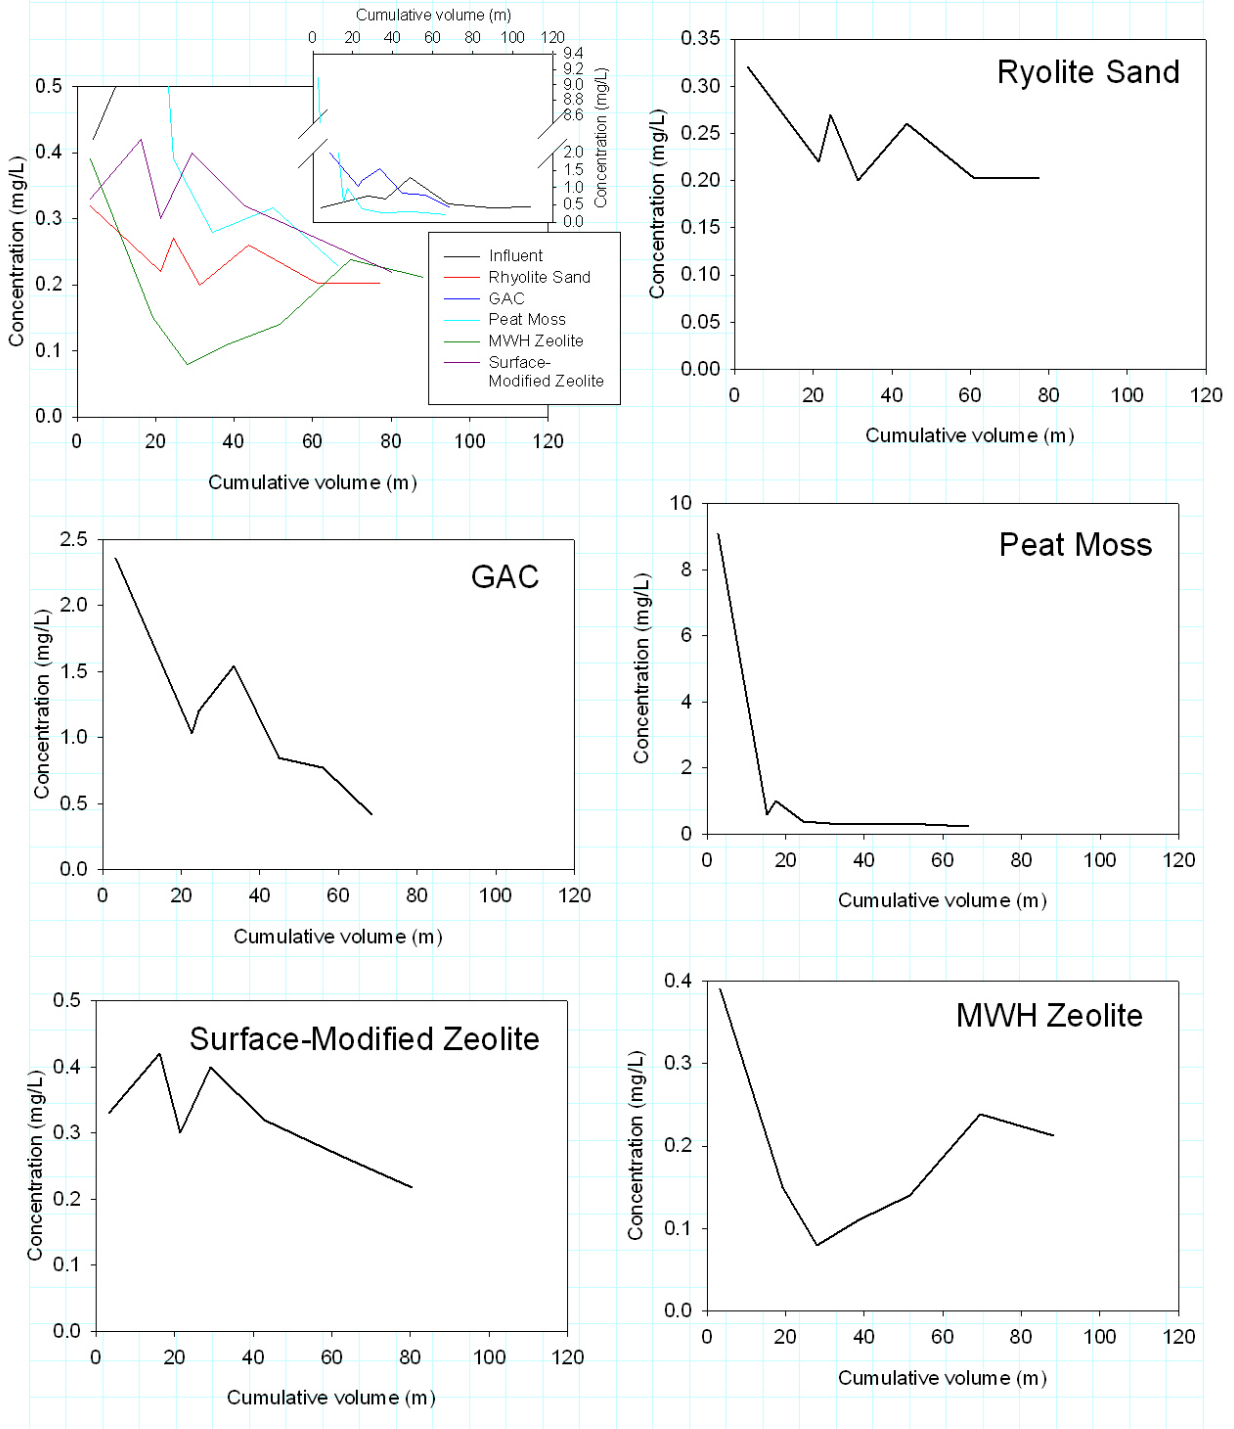 Cumulative volume (m)
0 20 40 60 80 100 120
9.4
9.2
9.0
8.8
8.6
2.0
1.5
1.0
0.5
0.0
Concentration (mg/L)
0.5
0.4
0.3
0.2
0.1
0.0
Concentration (mg/L)
0 20 40 60 80 100 120
Cumulative volume (m)
Influent
Rhyolite Sand
GAC
Peat Moss
MWH Zeolite
Surface-
Modified Zeolite
Ryolite Sand
0.35
0.30
0.25
0.20
0.15
0.10
0.05
0.00
Concentration (mg/L)
0 20 40 60 80 100 120
Cumulative volume (m)
GAC
2.5
2.0
1.5
1.0
0.5
0.0
Concentration (mg/L)
0 20 40 60 80 100 120
Cumulative volume (m)
Peat Moss
10
8
6
4
2
0
Concentration (mg/L)
0 20 40 60 80 100 120
Cumulative volume (m)
Surface-Modified Zeolite
0.5
0.4
0.3
0.2
0.1
0.0
Concentration (mg/L)
0 20 40 60 80 100 120
Cumulative volume (m)
MWH Zeolite
0.4
0.3
0.2
0.1
0.0
Concentration (mg/L)
0 20 40 60 80 100 120
Cumulative volume (m)